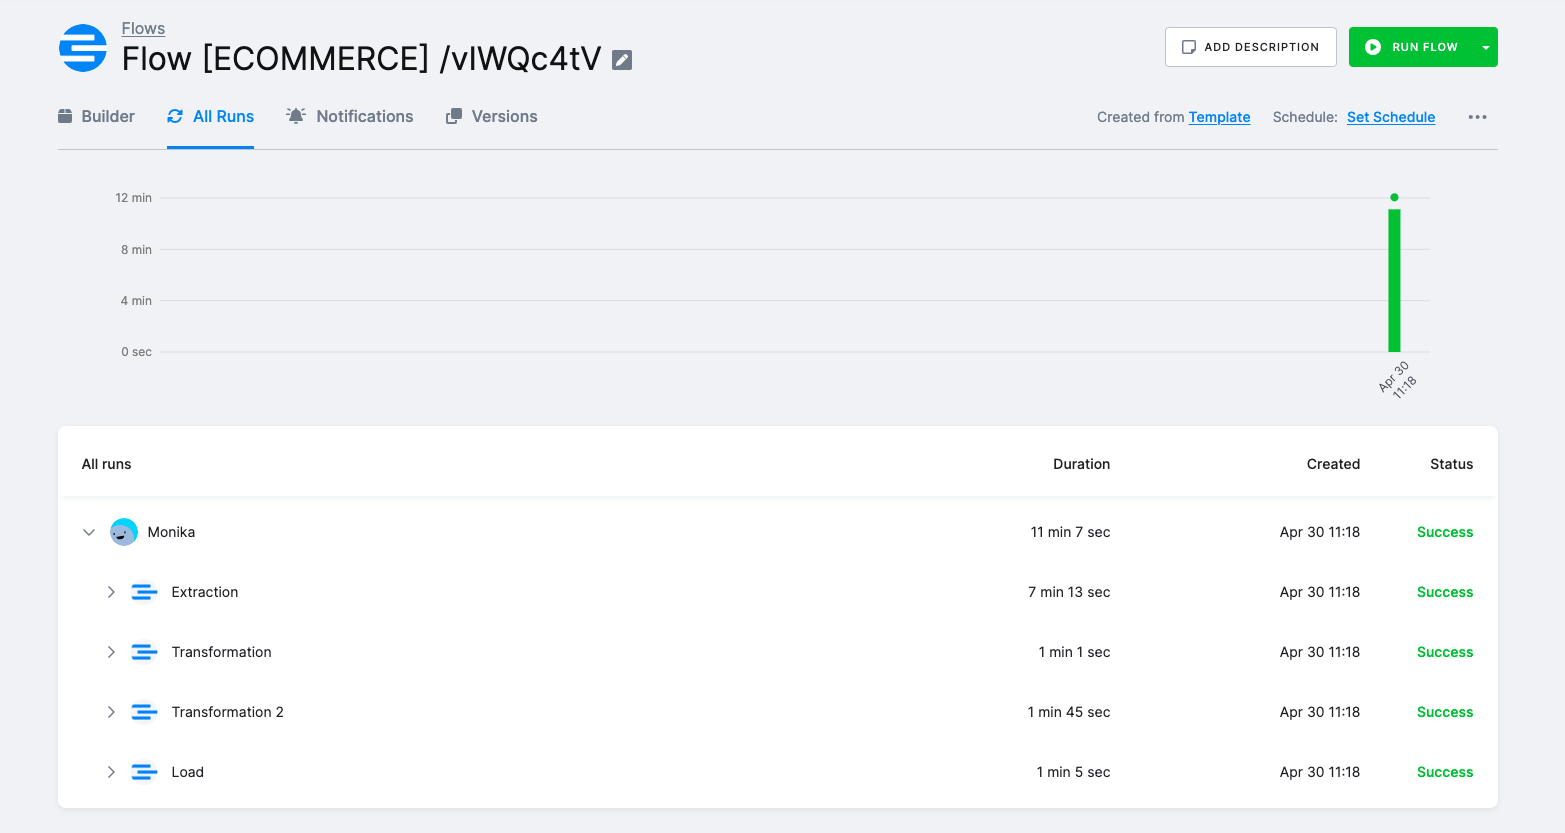 Flows
Flow [ECOMMERCE] /vIWQc4tV
ADD DESCRIPTION
RUN FLOW
Builder
All Runs
Notifications
Versions
Created from Template
Schedule: Set Schedule
12 min
8 min
4 min
0 sec
Apr 30
11:18
All runs Duration Created Status
Monika 11 min 7 sec Apr 30 11:18 Success
Extraction 7 min 13 sec Apr 30 11:18 Success
Transformation 1 min 1 sec Apr 30 11:18 Success
Transformation 2 1 min 45 sec Apr 30 11:18 Success
Load 1 min 5 sec Apr 30 11:18 Success